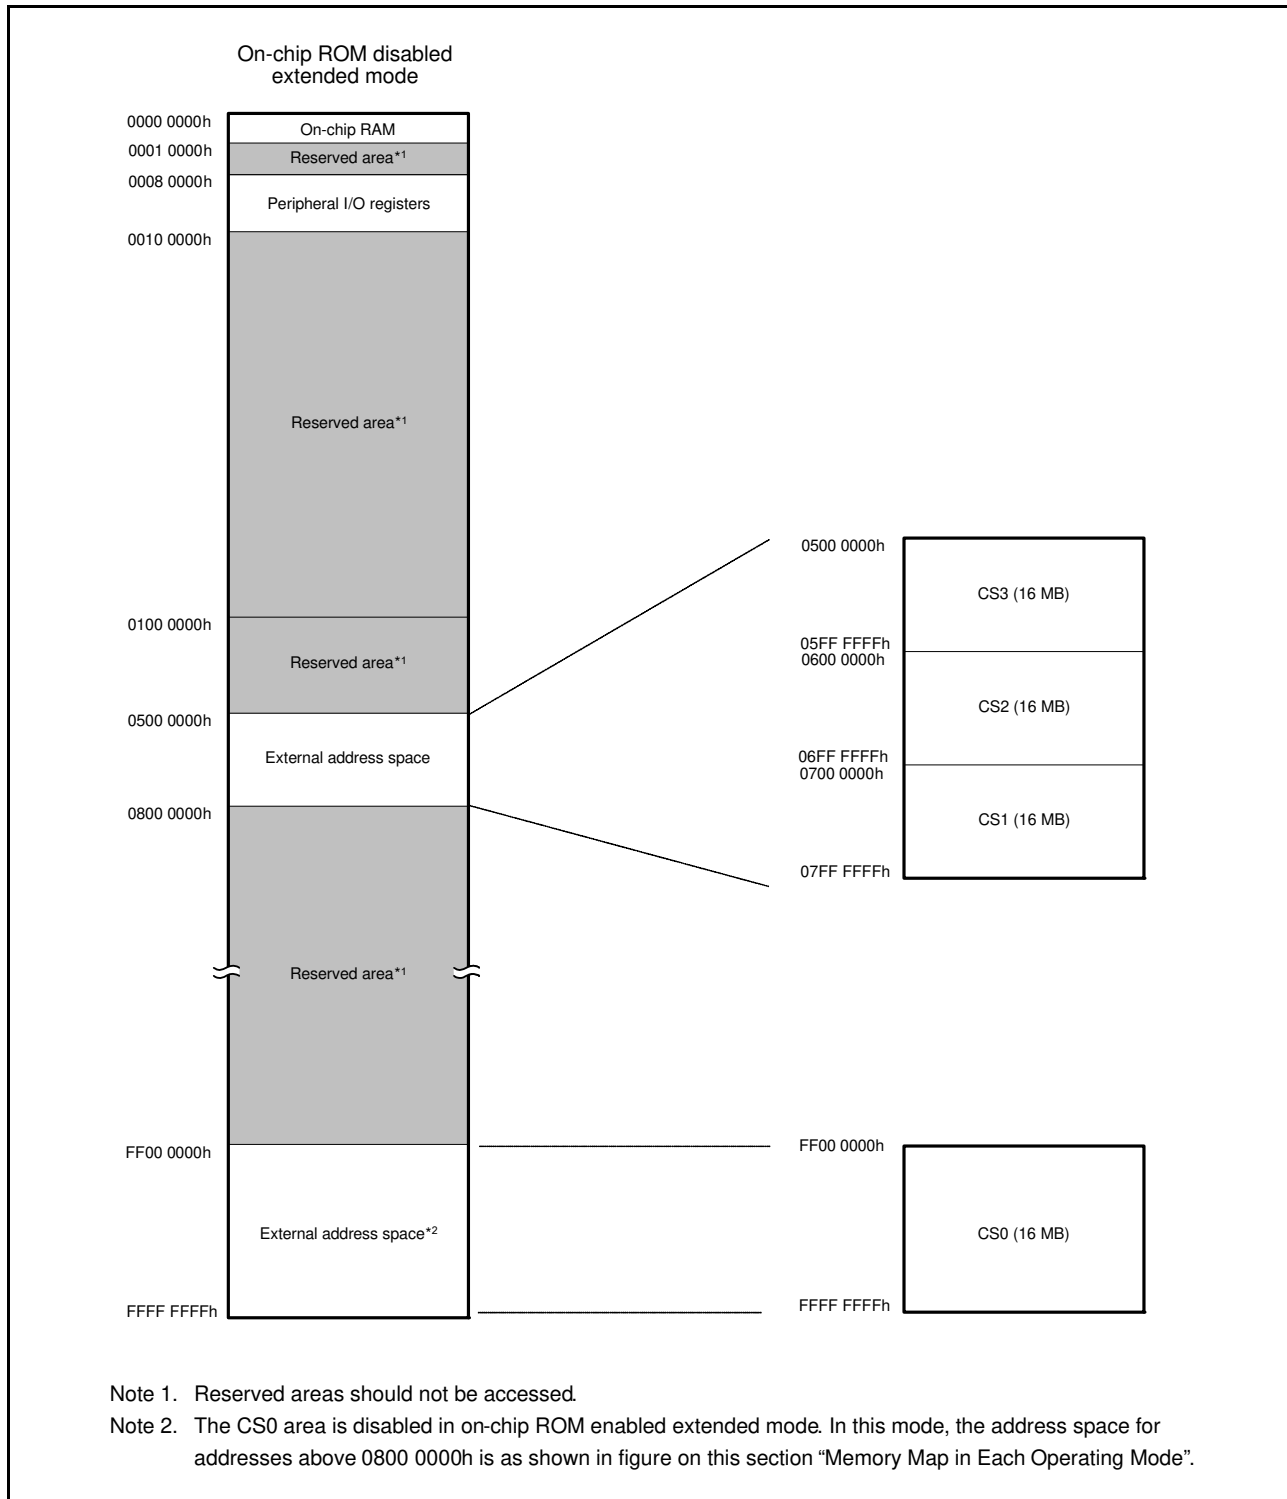 On-chip ROM disabled
extended mode
0000 0000h
On-chip RAM
0001 0000h
Reserved area*1
0008 0000h
Peripheral I/O registers
0010 0000h
Reserved area*1
0100 0000h
Reserved area*1
0500 0000h
External address space
0800 0000h
Reserved area*1
FF00 0000h
External address space*2
FFFF FFFFh
0500 0000h
CS3 (16 MB)
05FF FFFFh
0600 0000h
CS2 (16 MB)
06FF FFFFh
0700 0000h
CS1 (16 MB)
07FF FFFFh
FF00 0000h
CS0 (16 MB)
FFFF FFFFh
Note 1. Reserved areas should not be accessed.
Note 2. The CS0 area is disabled in on-chip ROM enabled extended mode. In this mode, the address space for
addresses above 0800 0000h is as shown in figure on this section “Memory Map in Each Operating Mode”.